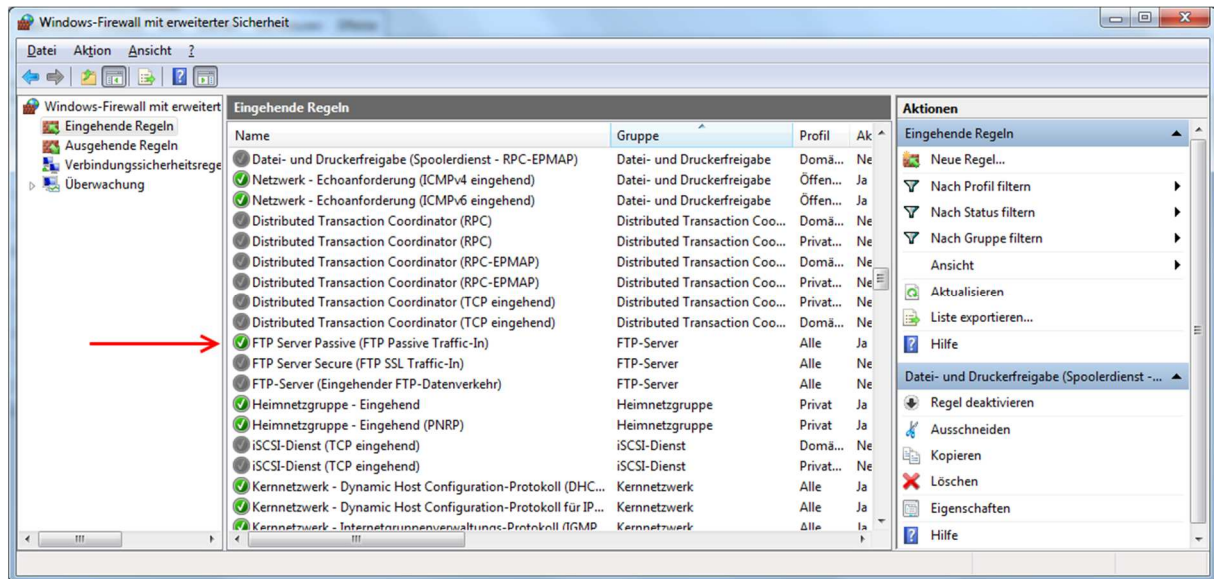 Windows-Firewall mit erweiterter Sicherheit
Datei Aktion Ansicht ?
Windows-Firewall mit erweitert
Eingehende Regeln
Ausgehende Regeln
Verbindungssicherheitsrege
Überwachung
Eingehende Regeln
Name Gruppe Profil Ak
Datei- und Druckerfreigabe (Spoolerdienst - RPC-EPMAP) Datei- und Druckerfreigabe Domä... Ne
Netzwerk - Echoanforderung (ICMPv4 eingehend) Datei- und Druckerfreigabe Öffen... Ja
Netzwerk - Echoanforderung (ICMPv6 eingehend) Datei- und Druckerfreigabe Öffen... Ja
Distributed Transaction Coordinator (RPC) Distributed Transaction Coo... Domä... Ne
Distributed Transaction Coordinator (RPC) Distributed Transaction Coo... Privat... Ne
Distributed Transaction Coordinator (RPC-EPMAP) Distributed Transaction Coo... Domä... Ne
Distributed Transaction Coordinator (RPC-EPMAP) Distributed Transaction Coo... Privat... Ne
Distributed Transaction Coordinator (TCP eingehend) Distributed Transaction Coo... Privat... Ne
Distributed Transaction Coordinator (TCP eingehend) Distributed Transaction Coo... Domä... Ne
FTP Server Passive (FTP Passive Traffic-In) FTP-Server Alle Ja
FTP Server Secure (FTP SSL Traffic-In) FTP-Server Alle Ne
FTP-Server (Eingehender FTP-Datenverkehr) FTP-Server Alle Ne
Heimnetzgruppe - Eingehend Heimnetzgruppe Privat Ja
Heimnetzgruppe - Eingehend (PNRP) Heimnetzgruppe Privat Ja
iSCSI-Dienst (TCP eingehend) iSCSI-Dienst Domä... Ne
iSCSI-Dienst (TCP eingehend) iSCSI-Dienst Privat... Ne
Kernnetzwerk - Dynamic Host Configuration-Protokoll (DHC... Kernnetzwerk Alle Ja
Kernnetzwerk - Dynamic Host Configuration-Protokoll für IP... Kernnetzwerk Alle Ja
Kernnetzwerk - Internetgruppenverwaltungs-Protokoll (IGMP Kernnetzwerk Alle Ja
Aktionen
Eingehende Regeln
Neue Regel...
Nach Profil filtern
Nach Status filtern
Nach Gruppe filtern
Ansicht
Aktualisieren
Liste exportieren...
Hilfe
Datei- und Druckerfreigabe (Spoolerdienst -...
Regel deaktivieren
Ausschneiden
Kopieren
Löschen
Eigenschaften
Hilfe